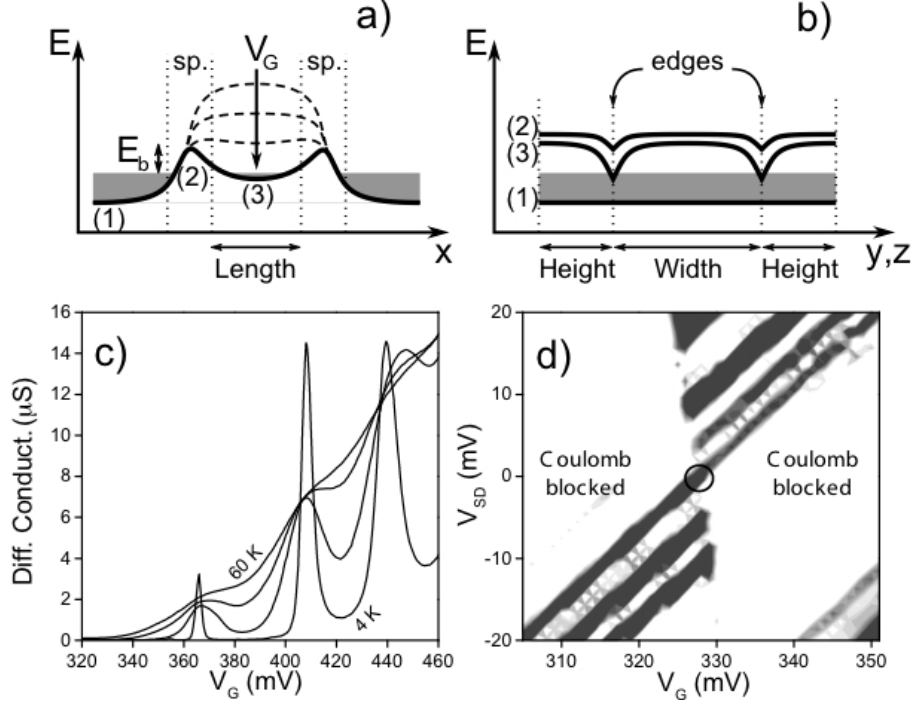 a)
E
sp.
V_G
sp.
E_b
(2)
(3)
(1)
x
Length
b)
E
edges
(2)
(3)
(1)
y,z
Height
Width
Height
c)
Diff. Conduct. (μS)
16
14
12
10
8
6
4
2
0
60 K
4 K
320
360
380
400
420
440
460
V_G (mV)
d)
V_SD (mV)
20
10
0
-10
-20
Coulomb
blocked
Coulomb
blocked
310
320
330
340
350
V_G (mV)